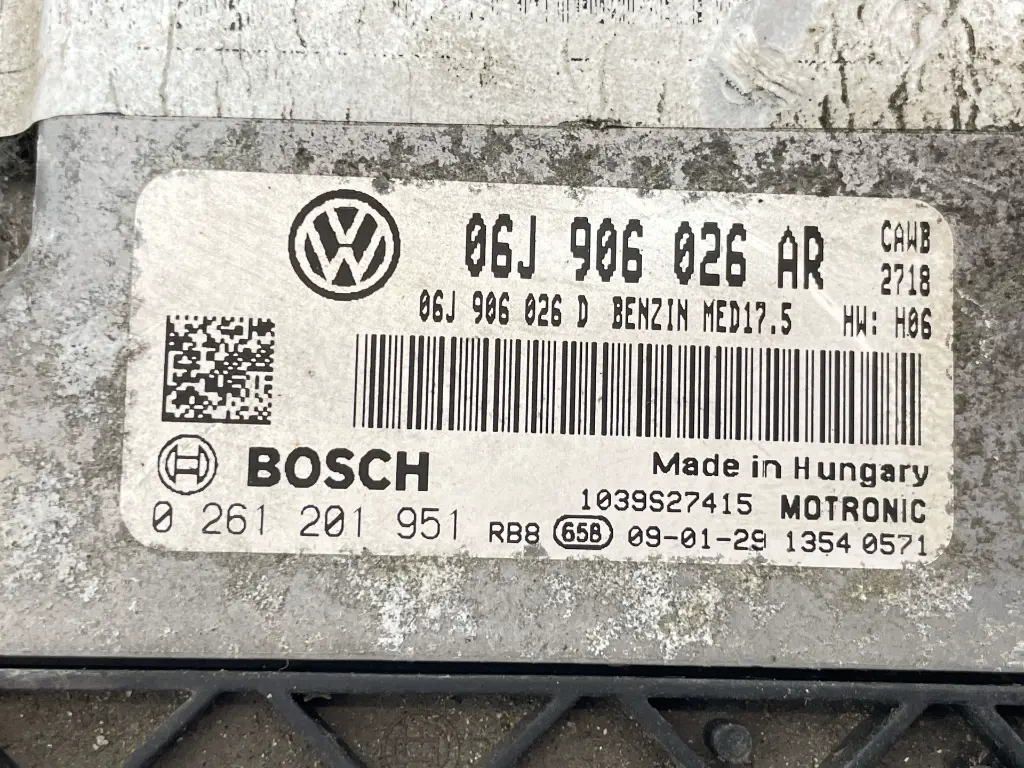 06J 906 026 AR CAWB
2718
06J 906 026 D BENZIN MED17.5 HW: H06
BOSCH
Made in Hungary
1039S27415 MOTRONIC
0 261 201 951 RB8 658 09-01-29 1354 0571